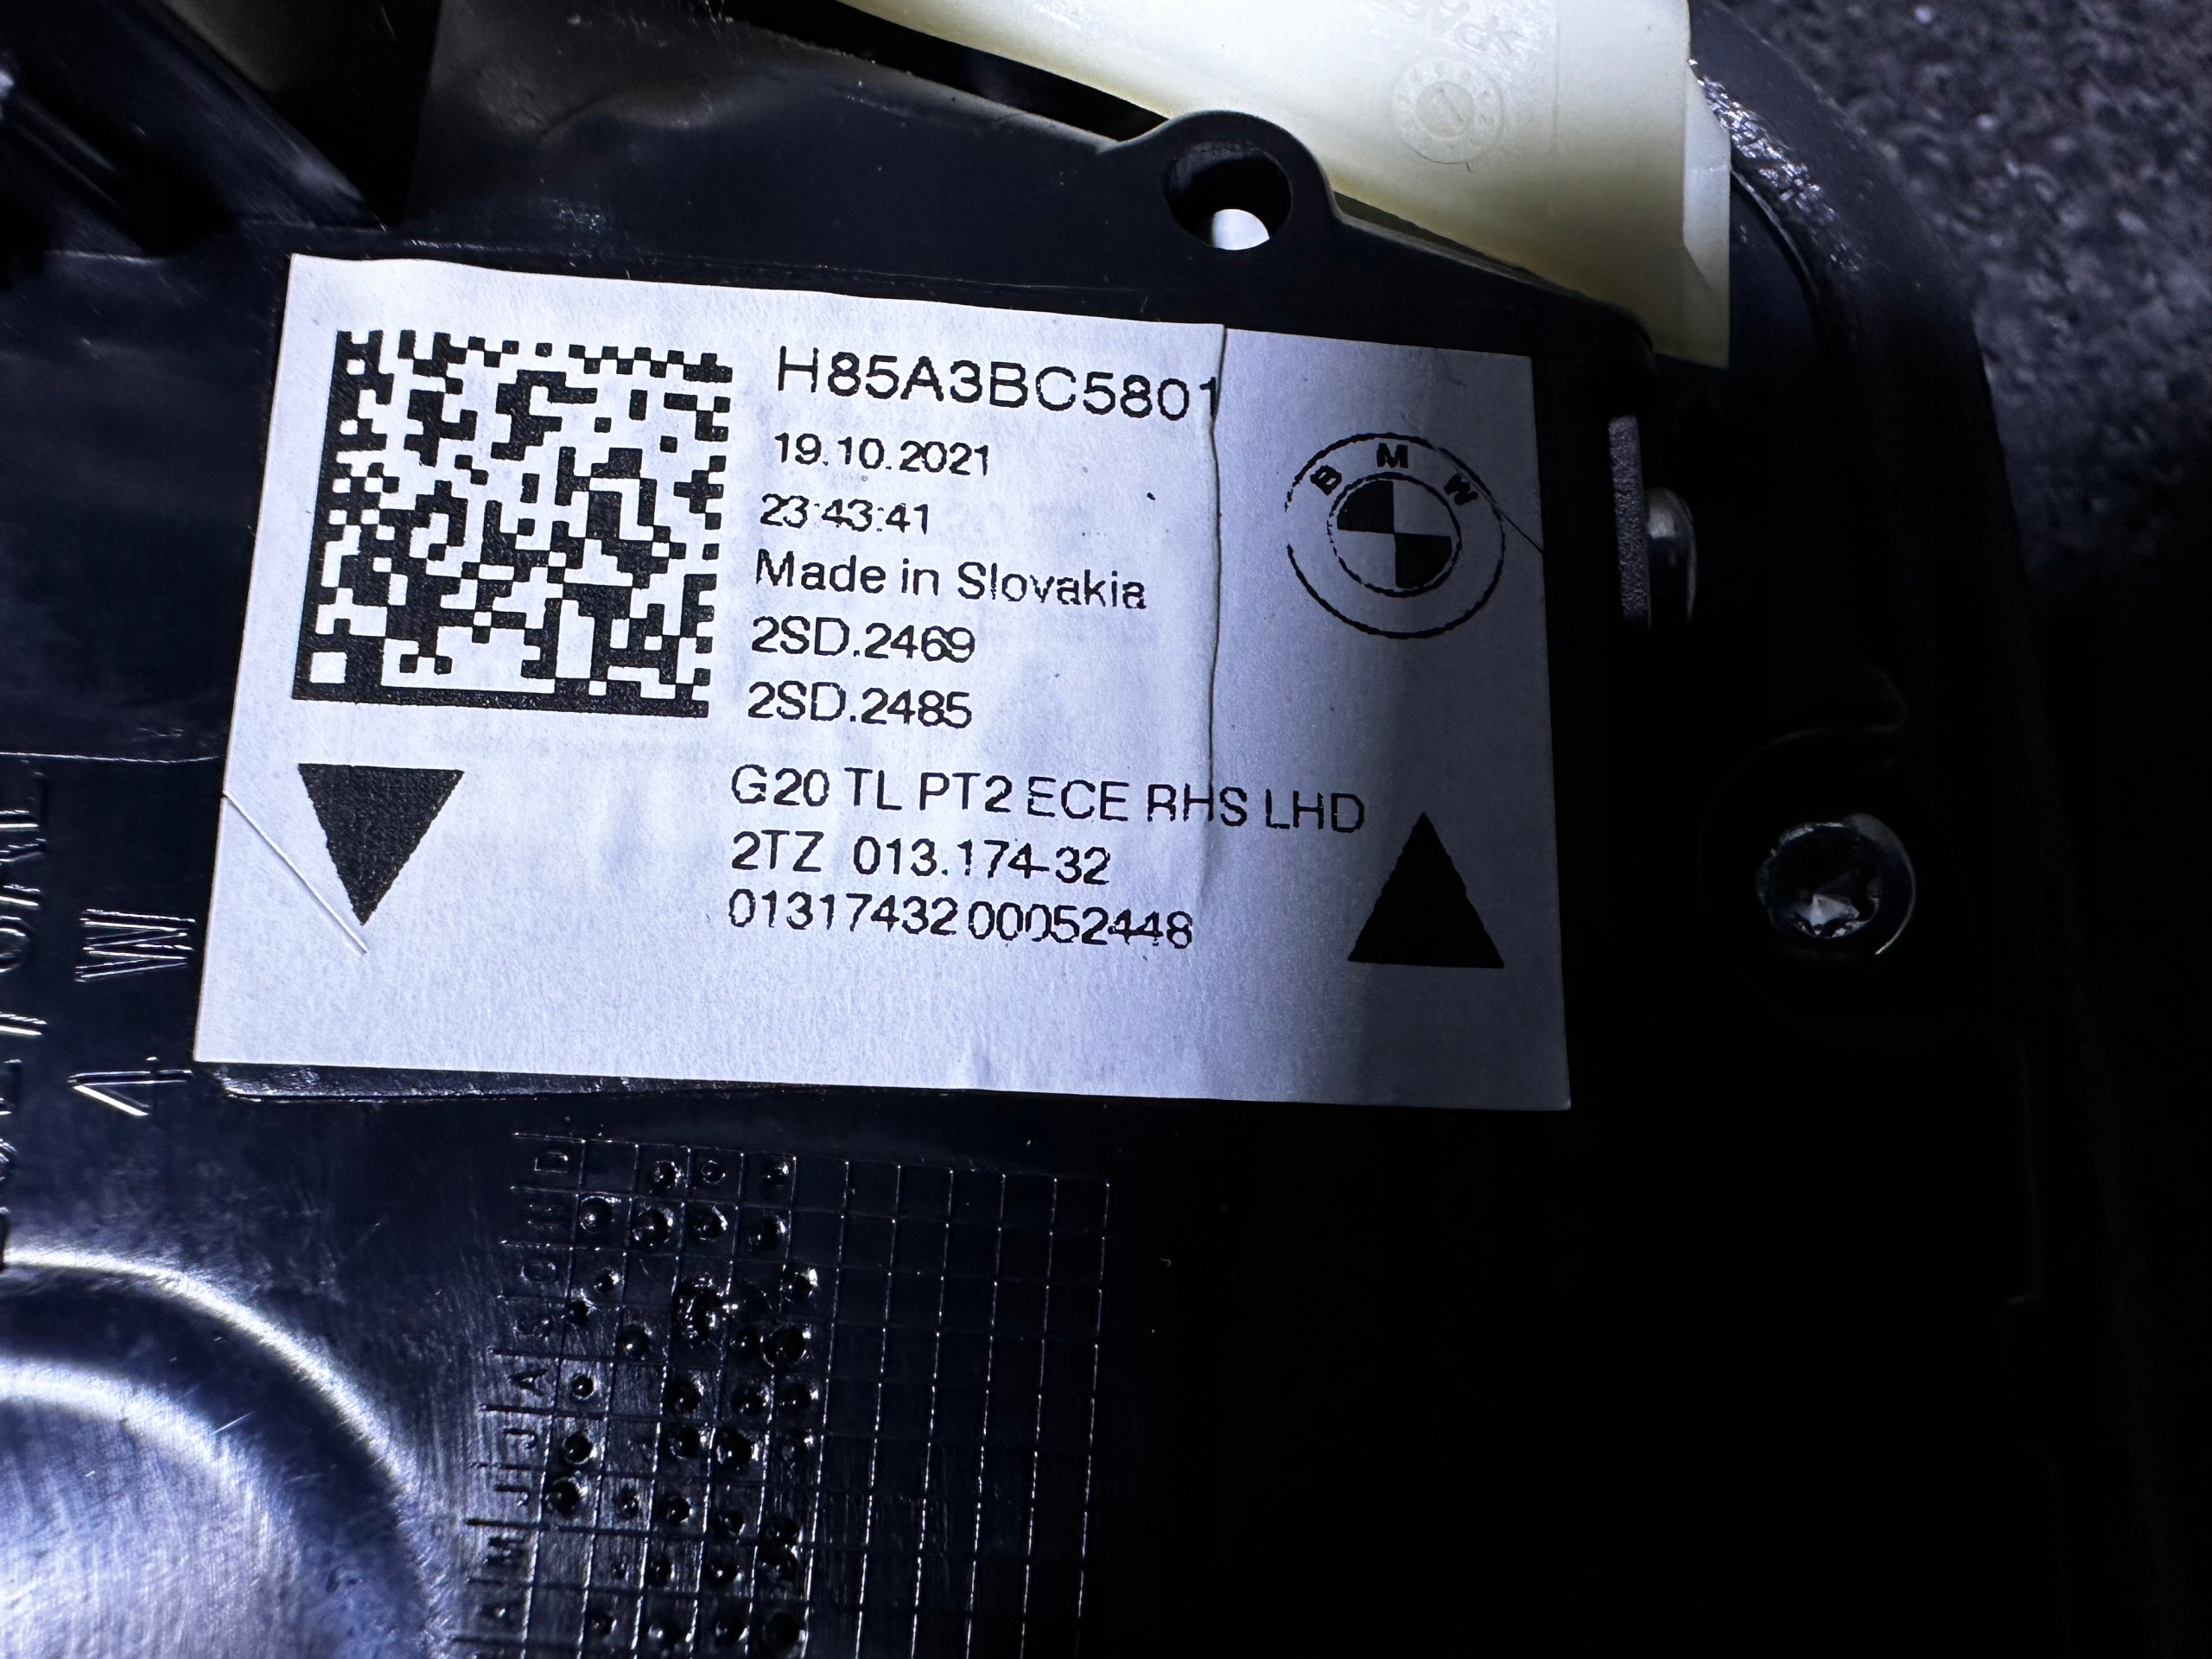 H85A3BC5801
19.10.2021
23:43:41
Made in Slovakia
2SD.2469
2SD.2485
B M W
G20 TL PT2 ECE RHS LHD
2TZ 013.174-32
01317432 00052448
4 W
D
N
O
S
A
J
J
M
A